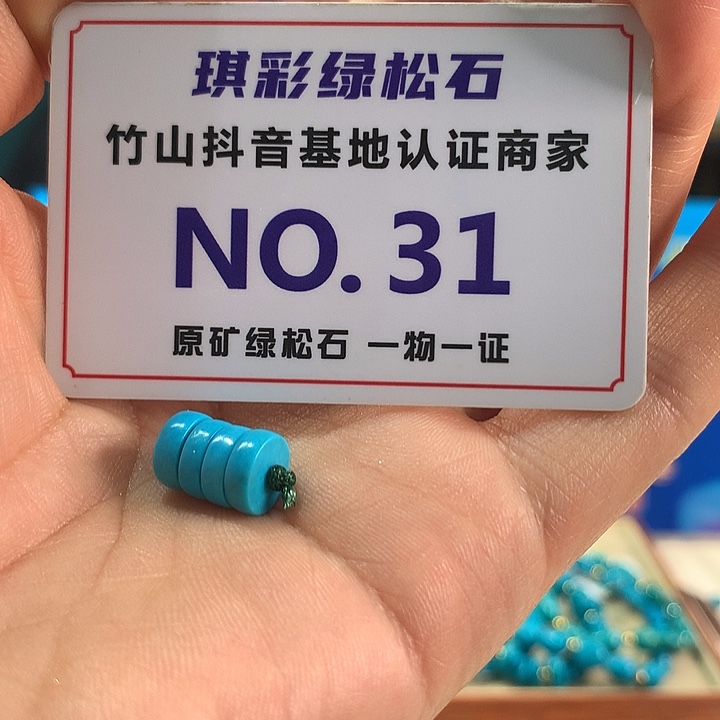 琪彩绿松石
竹山抖音基地认证商家
NO.31
原矿绿松石 一物一证